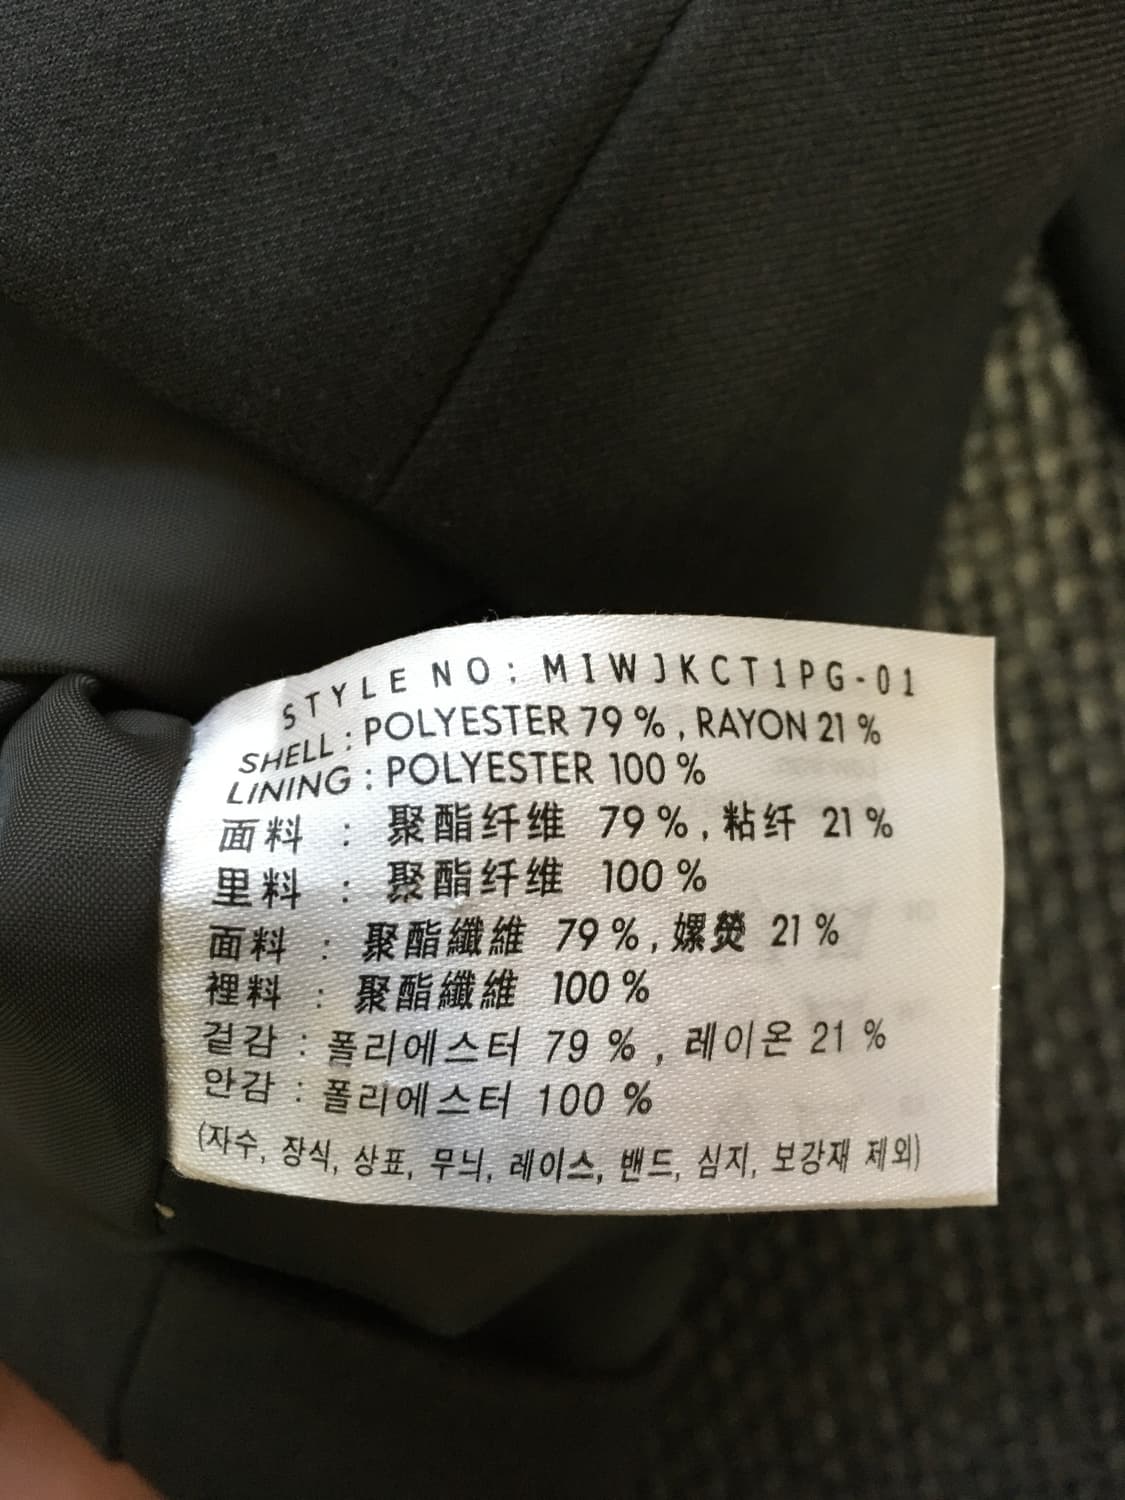 STYLE NO: MIWJKCT1PG-01
SHELL : POLYESTER 79 % , RAYON 21 %
LINING : POLYESTER 100 %
面料 : 聚酯纤维 79 % , 粘纤 21 %
里料 : 聚酯纤维 100 %
面料 : 聚酯纖維 79 % , 嫘熒 21 %
裡料 : 聚酯纖維 100 %
겉감 : 폴리에스터 79 % , 레이온 21 %
안감 : 폴리에스터 100 %
(자수, 장식, 상표, 무늬, 레이스, 밴드, 심지, 보강재 제외)